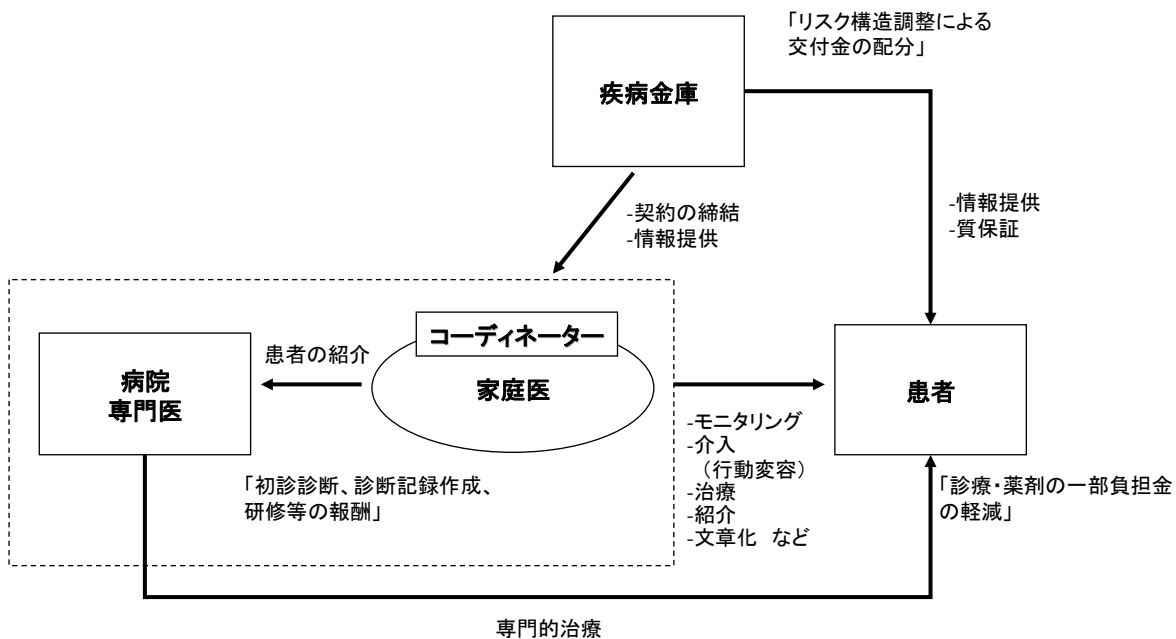 「リスク構造調整による
交付金の配分」
疾病金庫
-契約の締結
-情報提供
-情報提供
-質保証
コーディネーター
家庭医
患者の紹介
病院
専門医
患者
-モニタリング
-介入
（行動変容）
-治療
-紹介
-文章化　など
「初診診断、診断記録作成、
研修等の報酬」
「診療・薬剤の一部負担金
の軽減」
専門的治療